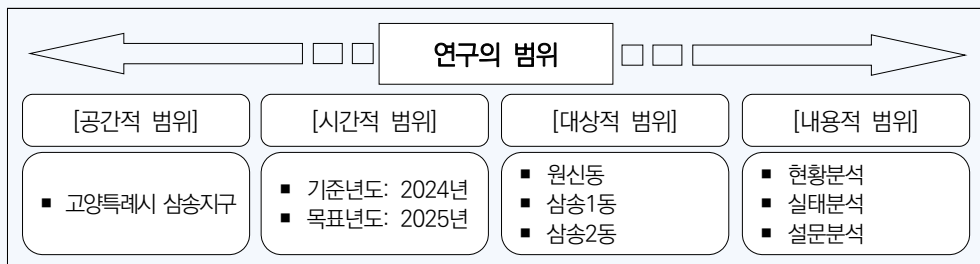 연구의 범위
[공간적 범위]
[시간적 범위]
[대상적 범위]
[내용적 범위]
▪ 고양특례시 삼송지구
▪ 기준년도: 2024년
▪ 목표년도: 2025년
▪ 원신동
▪ 삼송1동
▪ 삼송2동
▪ 현황분석
▪ 실태분석
▪ 설문분석